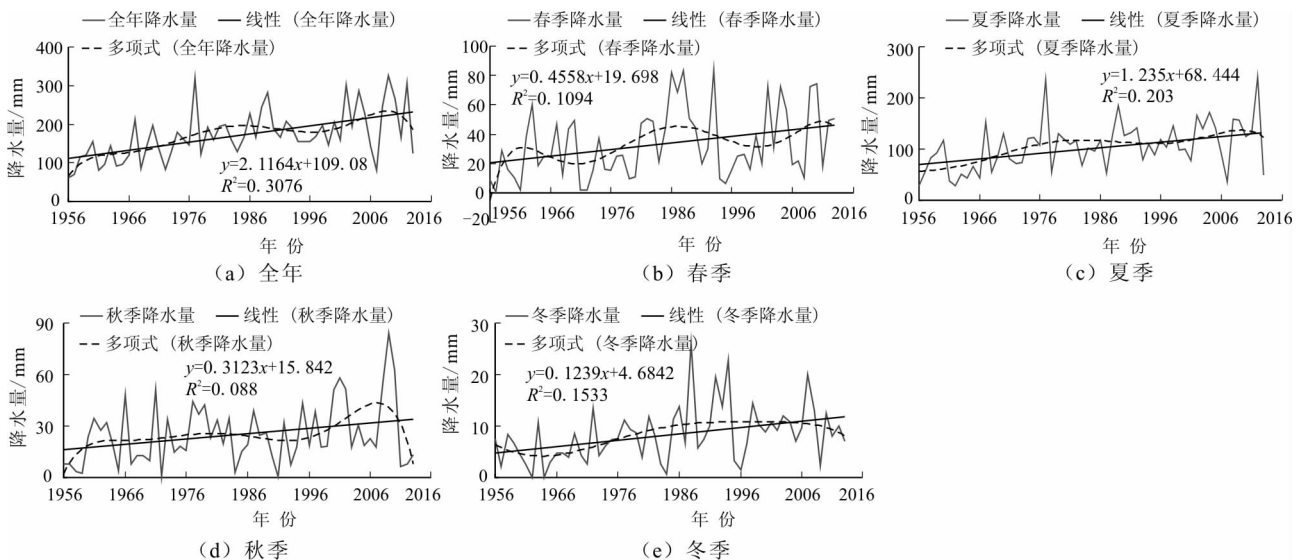 全年降水量 线性 (全年降水量)
多项式 (全年降水量)
降水量/mm
400
300
200
100
0
y=2.1164x+109.08
R²=0.3076
1956 1966 1976 1986 1996 2006 2016
年 份
(a) 全年
春季降水量 线性 (春季降水量)
多项式 (春季降水量)
降水量/mm
100
80
60
40
20
0
-20
y=0.4558x+19.698
R²=0.1094
1956 1966 1976 1986 1996 2006 2016
年 份
(b) 春季
夏季降水量 线性 (夏季降水量)
多项式 (夏季降水量)
降水量/mm
300
200
100
0
y=1.235x+68.444
R²=0.203
1956 1966 1976 1986 1996 2006 2016
年 份
(c) 夏季
秋季降水量 线性 (秋季降水量)
多项式 (秋季降水量)
降水量/mm
90
60
30
0
y=0.3123x+15.842
R²=0.088
1956 1966 1976 1986 1996 2006 2016
年 份
(d) 秋季
冬季降水量 线性 (冬季降水量)
多项式 (冬季降水量)
降水量/mm
30
20
10
0
y=0.1239x+4.6842
R²=0.1533
1956 1966 1976 1986 1996 2006 2016
年 份
(e) 冬季